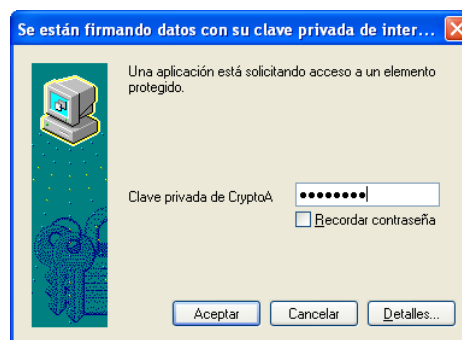 Se están firmando datos con su clave privada de inter...
Una aplicación está solicitando acceso a un elemento
protegido.
Clave privada de CryptoA
••••••••
Recordar contraseña
Aceptar
Cancelar
Detalles...